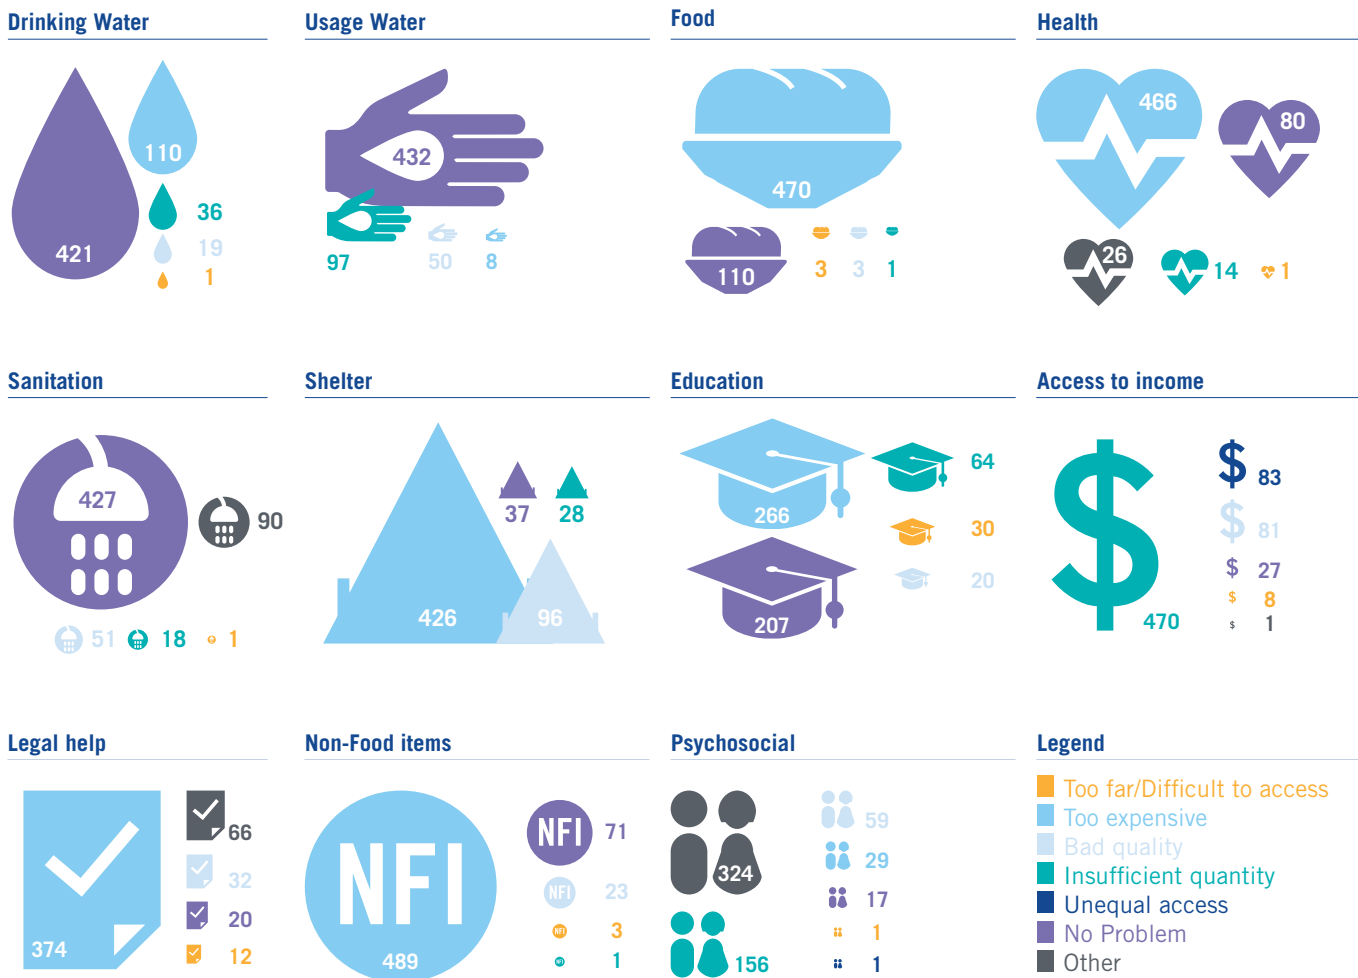 Drinking Water
421
110
36
19
1
Usage Water
432
97
50
8
Food
470
110
3
3
1
Health
466
80
26
14
1
Sanitation
427
90
51
18
1
Shelter
426
37
28
96
Education
266
207
64
30
20
Access to income
$
470
$ 83
$ 81
$ 27
$ 8
$ 1
Legal help
374
66
32
20
12
Non-Food items
NFI
489
NFI 71
NFI 23
NFI 3
NFI 1
Psychosocial
324
156
59
29
17
1
1
Legend
Too far/Difficult to access
Too expensive
Bad quality
Insufficient quantity
Unequal access
No Problem
Other